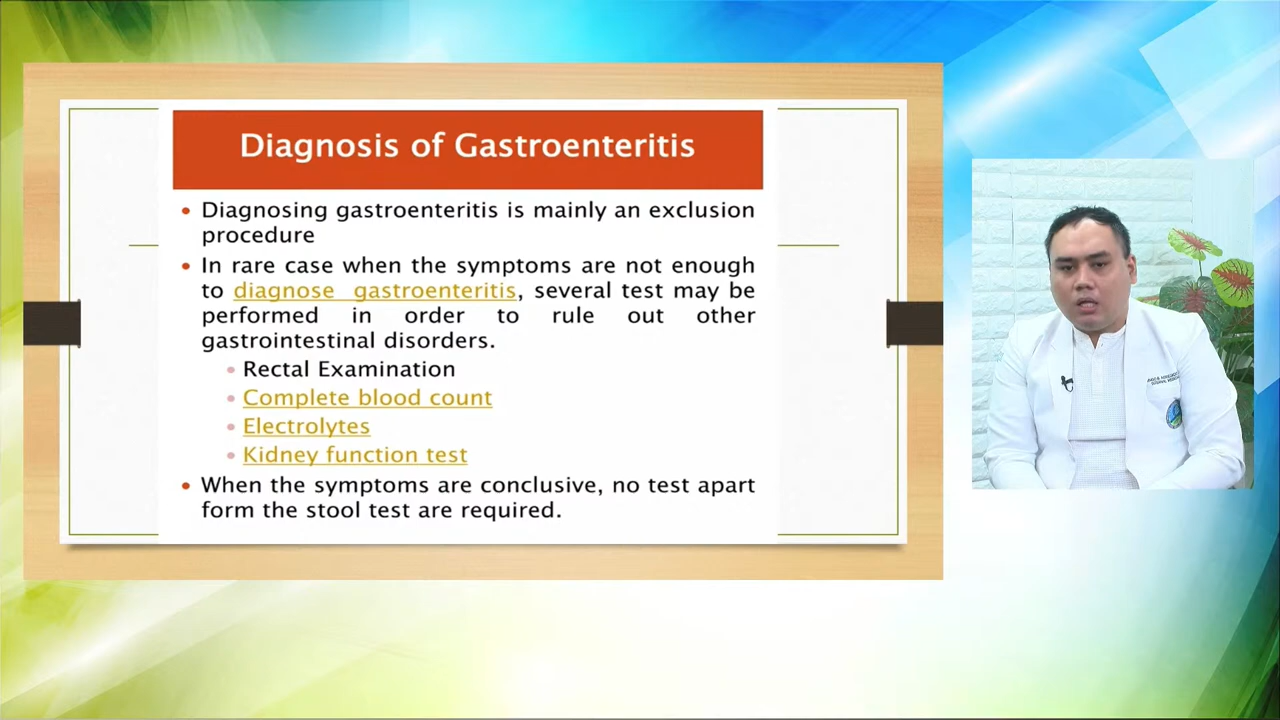 Diagnosis of Gastroenteritis
• Diagnosing gastroenteritis is mainly an exclusion
procedure
• In rare case when the symptoms are not enough
to diagnose gastroenteritis, several test may be
performed in order to rule out other
gastrointestinal disorders.
• Rectal Examination
• Complete blood count
• Electrolytes
• Kidney function test
• When the symptoms are conclusive, no test apart
form the stool test are required.